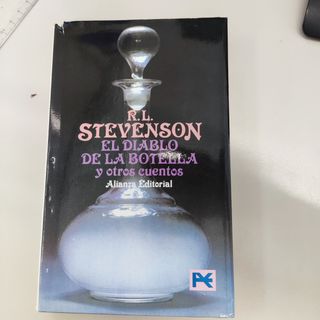 R.L.
STEVENSON
EL DIABLO
DE LA BOTELLA
y otros cuentos
Alianza Editorial